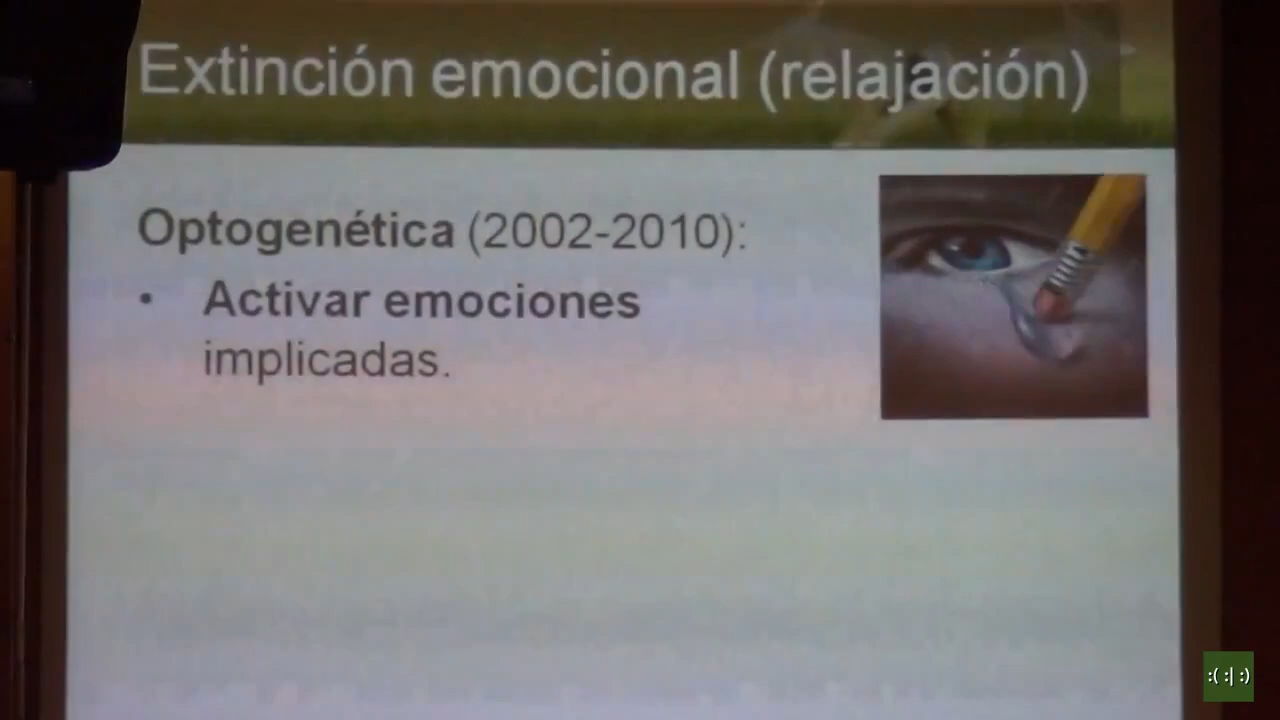 Extinción emocional (relajación)
Optogenética (2002-2010):
• Activar emociones
implicadas.
:( :| :)